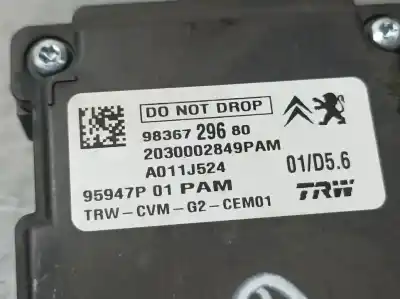 DO NOT DROP
98367 296 80
2030002849PAM
A011J524 01/D5.6
95947P 01 PAM TRW
TRW-CVM-G2-CEM01